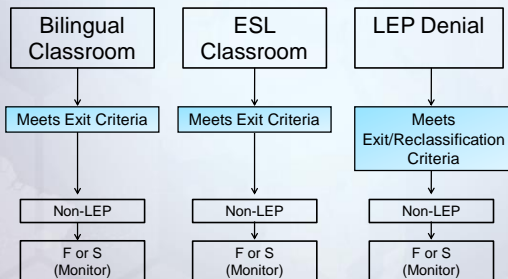 Bilingual
Classroom
ESL
Classroom
LEP Denial
Meets Exit Criteria
Meets Exit Criteria
Meets
Exit/Reclassification
Criteria
Non-LEP
Non-LEP
Non-LEP
F or S
(Monitor)
F or S
(Monitor)
F or S
(Monitor)